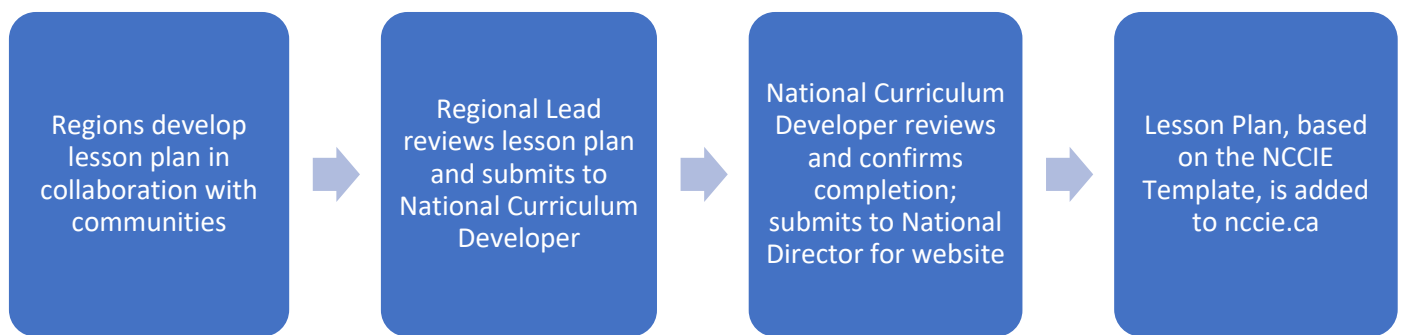 Regions develop
lesson plan in
collaboration with
communities
Regional Lead
reviews lesson plan
and submits to
National Curriculum
Developer
National Curriculum
Developer reviews
and confirms
completion;
submits to National
Director for website
Lesson Plan, based
on the NCCIE
Template, is added
to nccie.ca